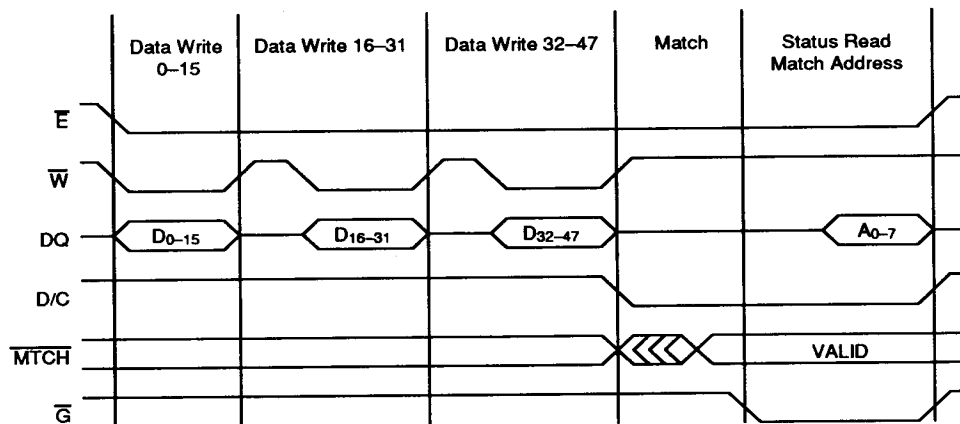 Data Write
0–15
Data Write 16–31
Data Write 32–47
Match
Status Read
Match Address
E
W
DQ
D0–15
D16–31
D32–47
A0–7
D/C
MTCH
VALID
G